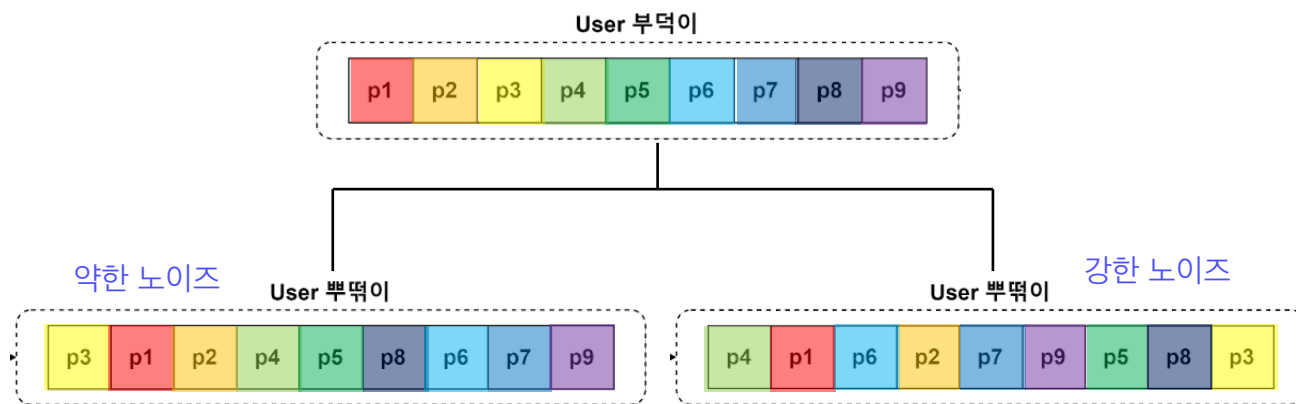 User 부덕이
p1 p2 p3 p4 p5 p6 p7 p8 p9
약한 노이즈
강한 노이즈
User 뿌떢이
User 뿌떢이
p3 p1 p2 p4 p5 p8 p6 p7 p9
p4 p1 p6 p2 p7 p9 p5 p8 p3